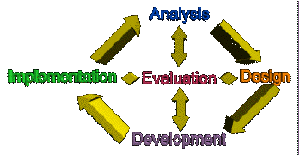 Analysis
Implementation Evaluation Design
Development